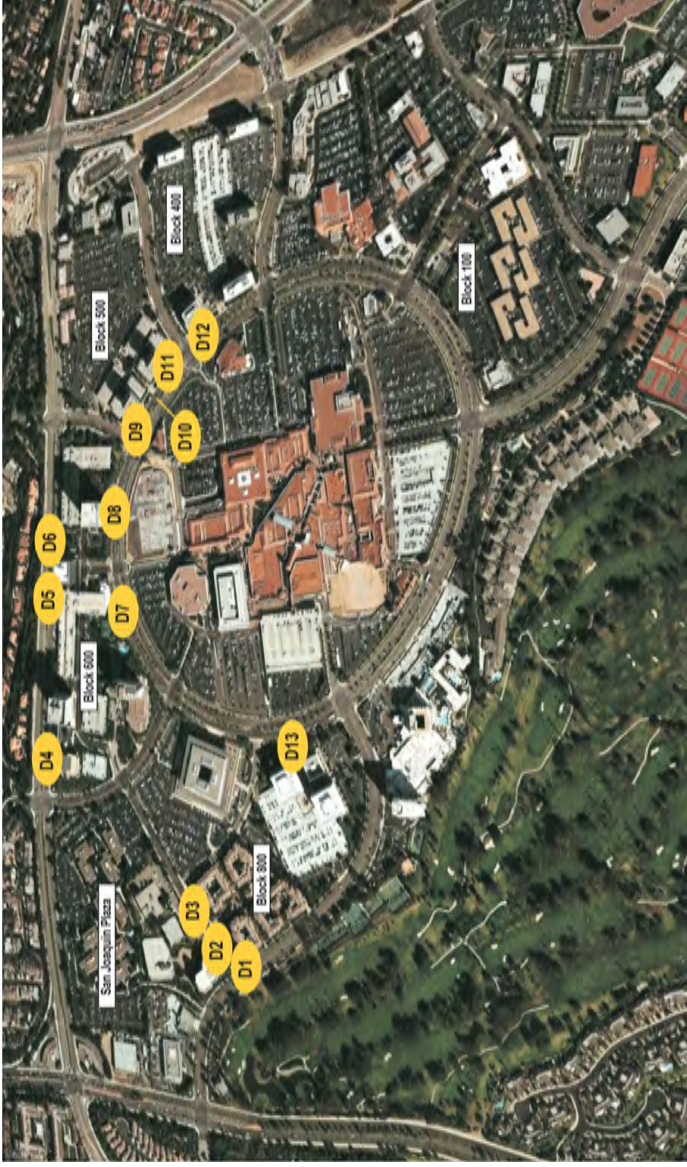 D4
D5
D6
San Joaquin Plaza
Block 600
Block 500
D7
D8
D9
D11
Block 400
D10
D3
D12
D2
D1
Block 800
D13
Block 100